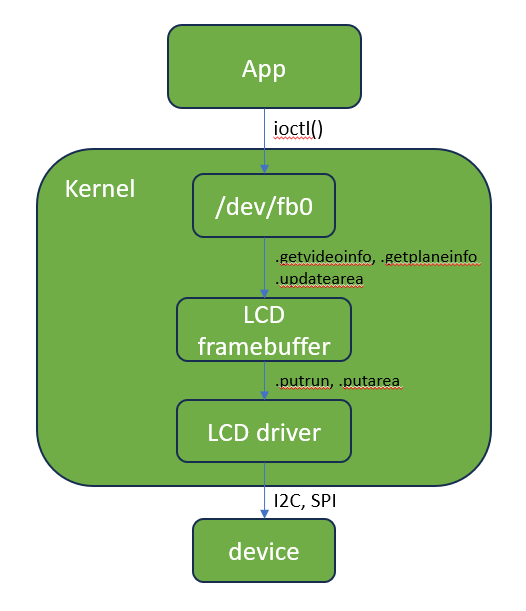 App
ioctl()
Kernel
/dev/fb0
.getvideoinfo, .getplaneinfo
.updatearea
LCD
framebuffer
.putrun, .putarea
LCD driver
I2C, SPI
device